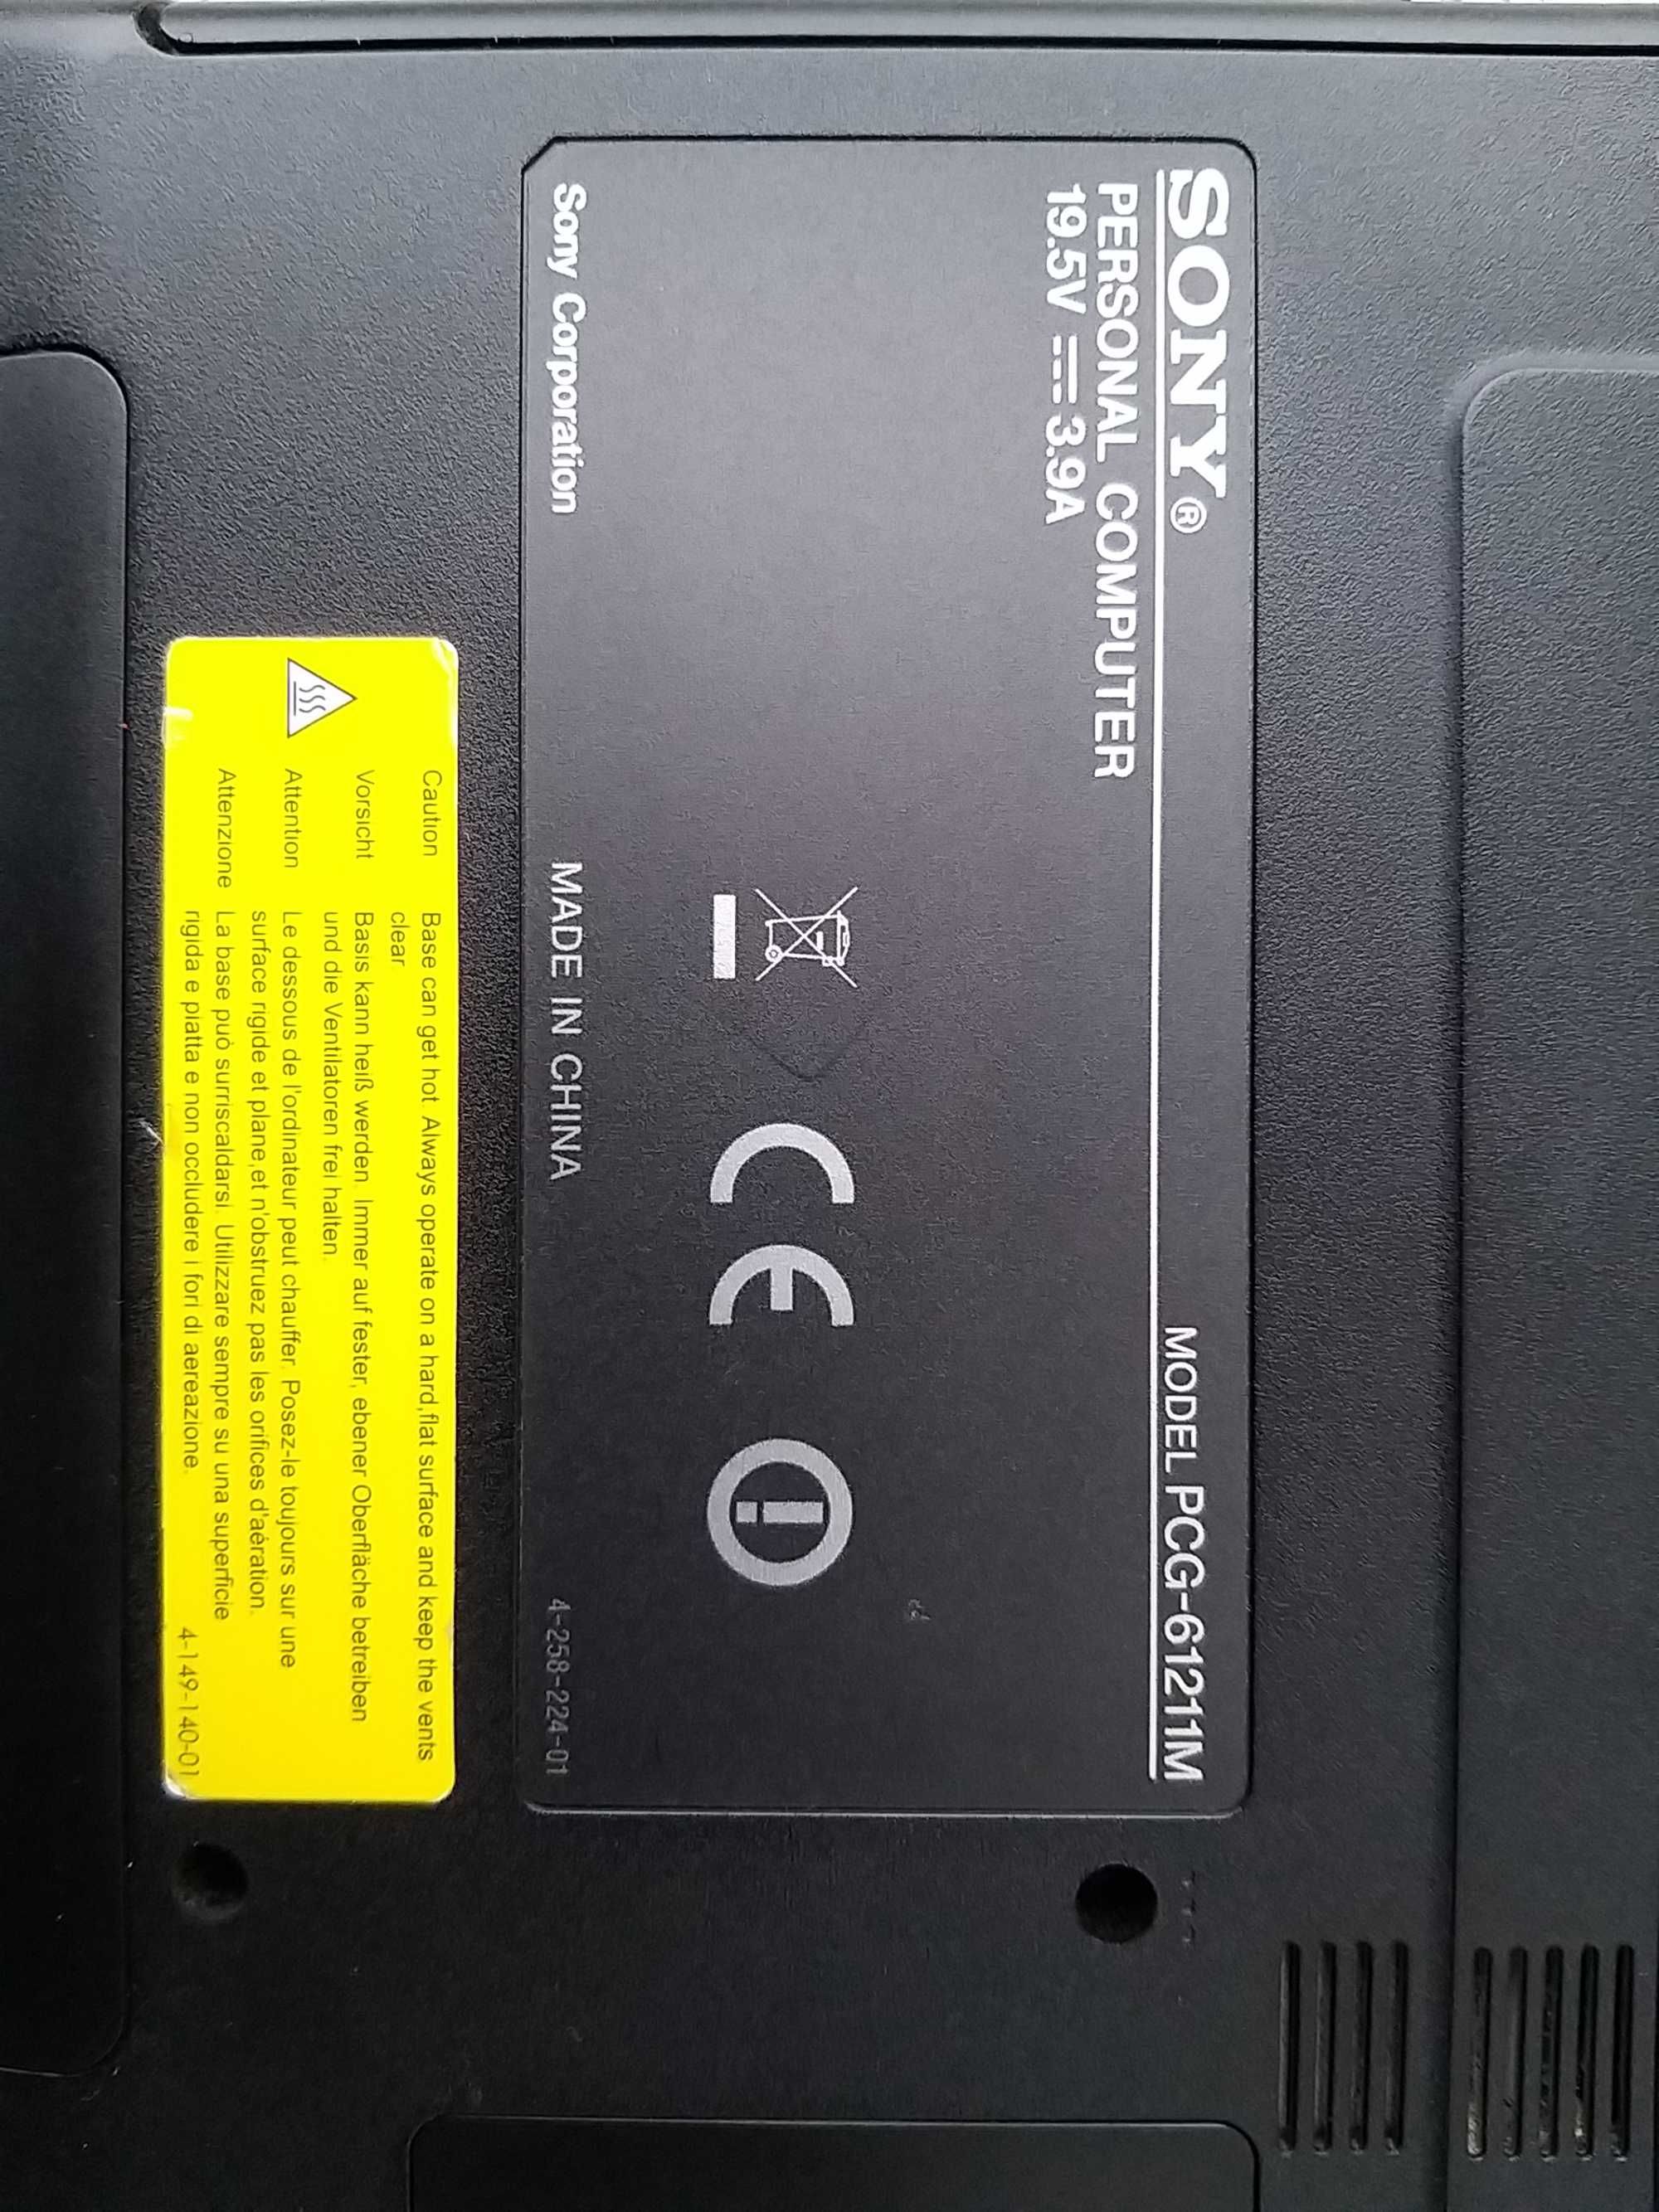 SONY®
MODEL PCG-61211M
PERSONAL COMPUTER
19.5V 3.9A
CE
Sony Corporation
MADE IN CHINA
4-258-224-01
Caution Base can get hot. Always operate on a hard,flat surface and keep the vents
clear.
Vorsicht Basis kann heiß werden. Immer auf fester, ebener Oberfläche betreiben
und die Ventilatoren frei halten.
Attention Le dessous de l'ordinateur peut chauffer. Posez-le toujours sur une
surface rigide et plane,et n'obstruez pas les orifices d'aération.
Attenzione La base può surriscaldarsi. Utilizzare sempre su una superficie
rigida e piatta e non occludere i fori di aereazione.
4-149-140-01